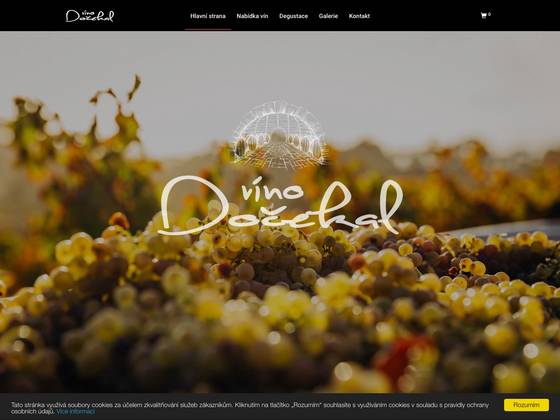 víno
Dočekal
Hlavní strana
Nabídka vín
Degustace
Galerie
Kontakt
0
víno
Dočekal
Tato stránka využívá soubory cookies za účelem zkvalitňování služeb zákazníkům. Kliknutím na tlačítko „Rozumím“ souhlasíte s využíváním cookies v souladu s pravidly ochrany
osobních údajů. Více informací
Rozumím